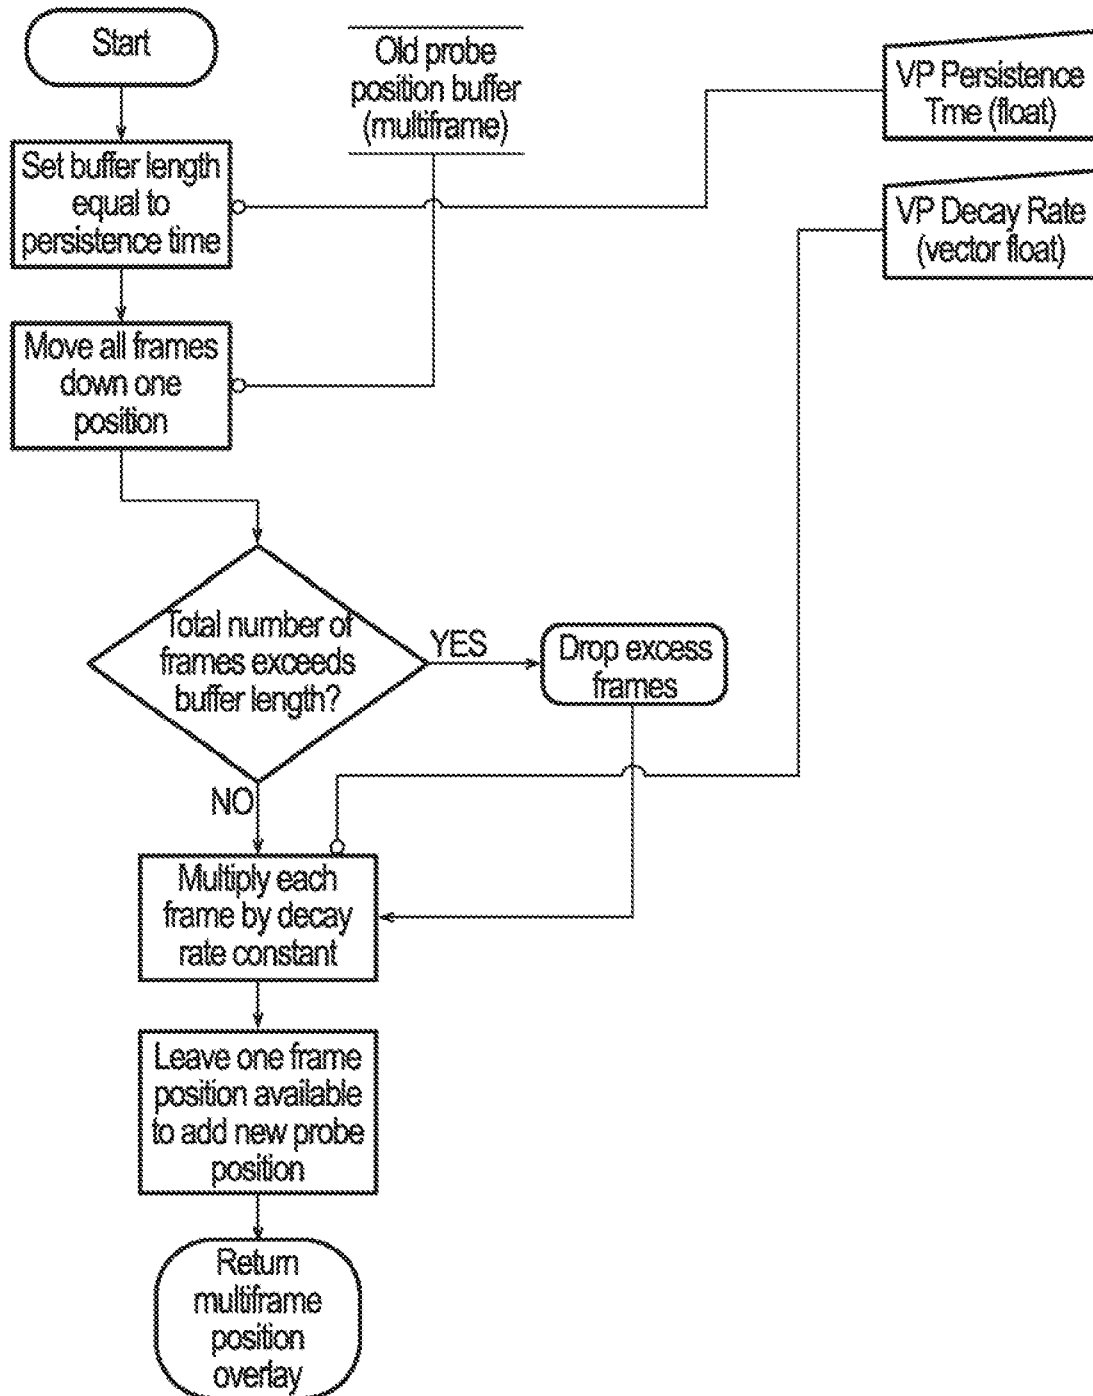 Start
Old probe
position buffer
(multiframe)
VP Persistence
Tme (float)
VP Decay Rate
(vector float)
Set buffer length
equal to
persistence time
Move all frames
down one
position
Total number of
frames exceeds
buffer length?
YES
Drop excess
frames
NO
Multiply each
frame by decay
rate constant
Leave one frame
position available
to add new probe
position
Return
multiframe
position
overlay